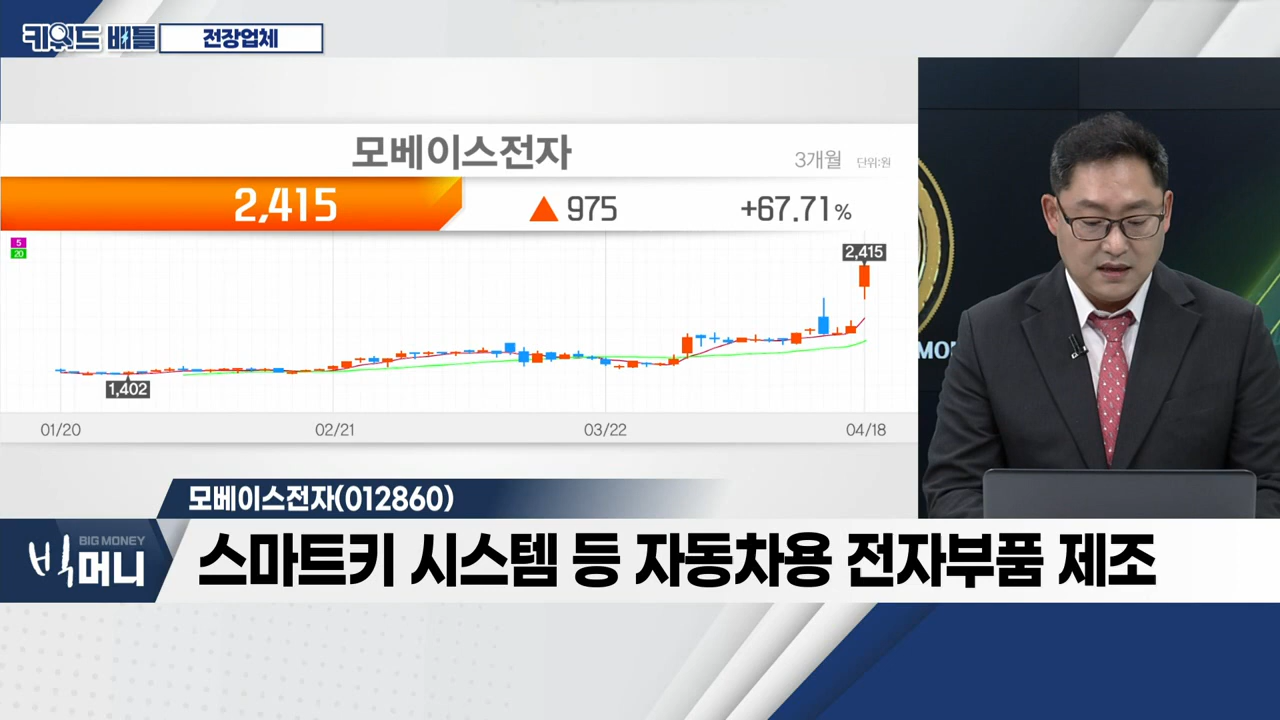 키워드 배틀
전장업체
모베이스전자
3개월 단위:원
2,415
▲ 975
+67.71%
5
20
2,415
1,402
01/20
02/21
03/22
04/18
모베이스전자(012860)
빅머니
BIG MONEY
스마트키 시스템 등 자동차용 전자부품 제조